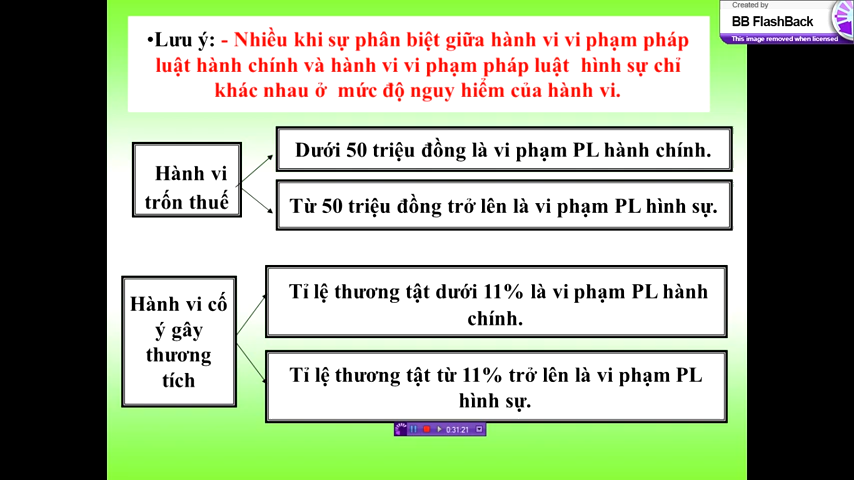 Created by
BB FlashBack
This image removed when licensed
•Lưu ý: - Nhiều khi sự phân biệt giữa hành vi vi phạm pháp
luật hành chính và hành vi vi phạm pháp luật hình sự chỉ
khác nhau ở mức độ nguy hiểm của hành vi.
Hành vi
trốn thuế
Dưới 50 triệu đồng là vi phạm PL hành chính.
Từ 50 triệu đồng trở lên là vi phạm PL hình sự.
Hành vi cố
ý gây
thương
tích
Tỉ lệ thương tật dưới 11% là vi phạm PL hành
chính.
Tỉ lệ thương tật từ 11% trở lên là vi phạm PL
hình sự.
0:31:21